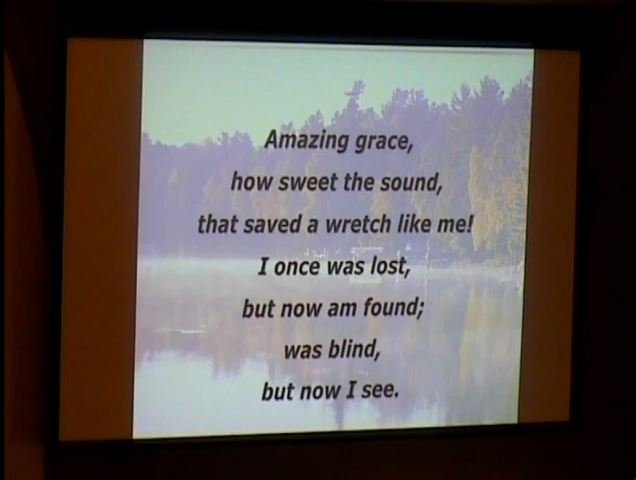 Amazing grace,
how sweet the sound,
that saved a wretch like me!
I once was lost,
but now am found;
was blind,
but now I see.